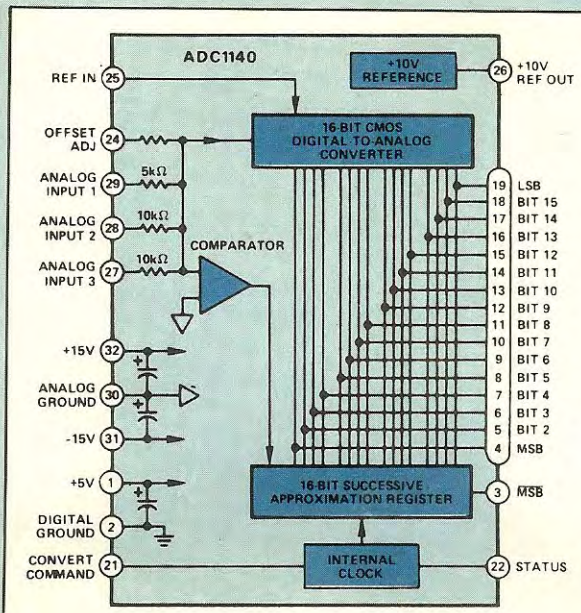 ADC1140
REF IN
25
+10V
REFERENCE
26
+10V
REF OUT
16-BIT CMOS
DIGITAL-TO-ANALOG
CONVERTER
OFFSET
ADJ
24
ANALOG
INPUT 1
29
5kΩ
ANALOG
INPUT 2
28
10kΩ
ANALOG
INPUT 3
27
10kΩ
COMPARATOR
+15V
32
+
ANALOG
GROUND
30
+
-15V
31
+5V
1
+
DIGITAL
GROUND
2
CONVERT
COMMAND
21
19 LSB
18 BIT 15
17 BIT 14
16 BIT 13
15 BIT 12
14 BIT 11
13 BIT 10
12 BIT 9
11 BIT 8
10 BIT 7
9 BIT 6
8 BIT 5
7 BIT 4
6 BIT 3
5 BIT 2
4 MSB
16-BIT SUCCESSIVE
APPROXIMATION REGISTER
3 M̅S̅B̅
INTERNAL
CLOCK
22 STATUS